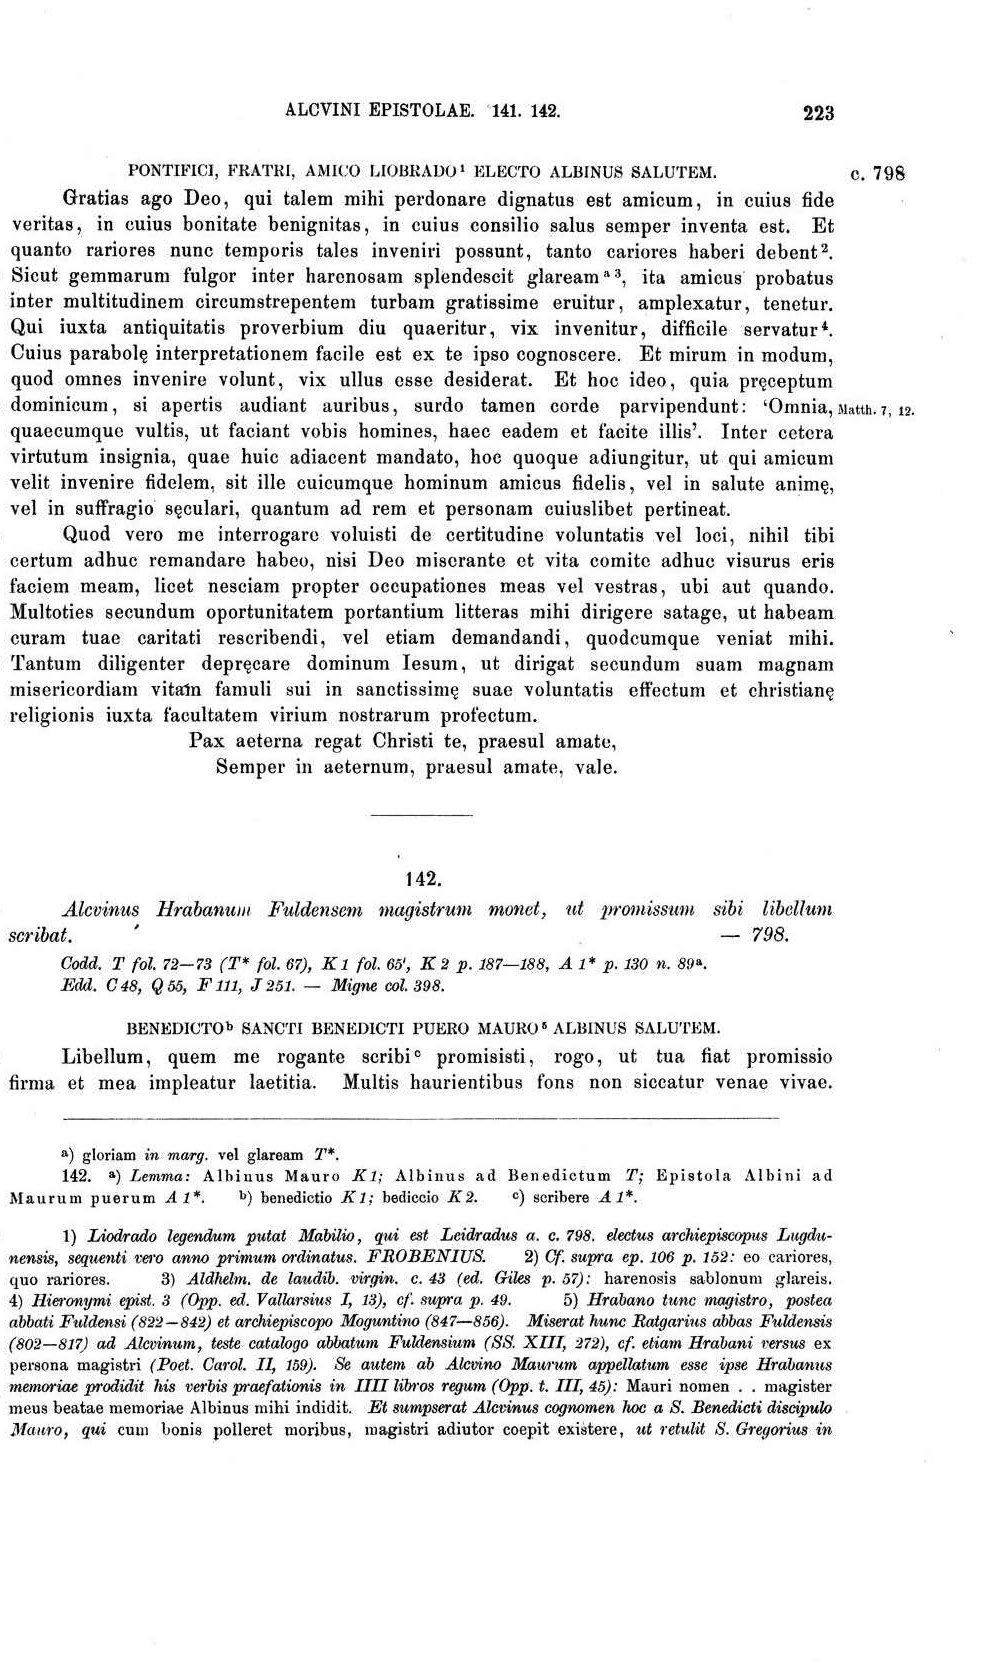 ALCVINI EPISTOLAE. 141. 142. 223
PONTIFICI, FRATRI, AMICO LIOBRADO¹ ELECTO ALBINUS SALUTEM. c. 798
Gratias ago Deo, qui talem mihi perdonare dignatus est amicum, in cuius fide
veritas, in cuius bonitate benignitas, in cuius consilio salus semper inventa est. Et
quanto rariores nunc temporis tales inveniri possunt, tanto cariores haberi debent².
Sicut gemmarum fulgor inter harenosam splendescit glaream ᵃ ³, ita amicus probatus
inter multitudinem circumstrepentem turbam gratissime eruitur, amplexatur, tenetur.
Qui iuxta antiquitatis proverbium diu quaeritur, vix invenitur, difficile servatur⁴.
Cuius parabolę interpretationem facile est ex te ipso cognoscere. Et mirum in modum,
quod omnes invenire volunt, vix ullus esse desiderat. Et hoc ideo, quia pręceptum
dominicum, si apertis audiant auribus, surdo tamen corde parvipendunt: ‘Omnia, Matth. 7, 12.
quaecumque vultis, ut faciant vobis homines, haec eadem et facite illis’. Inter cetera
virtutum insignia, quae huic adiacent mandato, hoc quoque adiungitur, ut qui amicum
velit invenire fidelem, sit ille cuicumque hominum amicus fidelis, vel in salute animę,
vel in suffragio sęculari, quantum ad rem et personam cuiuslibet pertineat.
Quod vero me interrogare voluisti de certitudine voluntatis vel loci, nihil tibi
certum adhuc remandare habeo, nisi Deo miserante et vita comite adhuc visurus eris
faciem meam, licet nesciam propter occupationes meas vel vestras, ubi aut quando.
Multoties secundum oportunitatem portantium litteras mihi dirigere satage, ut habeam
curam tuae caritati rescribendi, vel etiam demandandi, quodcumque veniat mihi.
Tantum diligenter depręcare dominum Iesum, ut dirigat secundum suam magnam
misericordiam vitam famuli sui in sanctissimę suae voluntatis effectum et christianę
religionis iuxta facultatem virium nostrarum profectum.
Pax aeterna regat Christi te, praesul amate,
Semper in aeternum, praesul amate, vale.
142.
Alcvinus Hrabanum Fuldensem magistrum monet, ut promissum sibi libellum
scribat. — 798.
Codd. T fol. 72—73 (T* fol. 67), K 1 fol. 65', K 2 p. 187—188, A 1* p. 130 n. 89ᵃ.
Edd. C 48, Q 55, F 111, J 251. — Migne col. 398.
BENEDICTOᵇ SANCTI BENEDICTI PUERO MAURO⁵ ALBINUS SALUTEM.
Libellum, quem me rogante scribiᶜ promisisti, rogo, ut tua fiat promissio
firma et mea impleatur laetitia. Multis haurientibus fons non siccatur venae vivae.
ᵃ) gloriam in marg. vel glaream T*.
142. ᵃ) Lemma: Albinus Mauro K 1; Albinus ad Benedictum T; Epistola Albini ad
Maurum puerum A 1*. ᵇ) benedictio K 1; bediccio K 2. ᶜ) scribere A 1*.
1) Liodrado legendum putat Mabilio, qui est Leidradus a. c. 798. electus archiepiscopus Lugdu-
nensis, sequenti vero anno primum ordinatus. FROBENIUS. 2) Cf. supra ep. 106 p. 152: eo cariores,
quo rariores. 3) Aldhelm. de laudib. virgin. c. 43 (ed. Giles p. 57): harenosis sablonum glareis.
4) Hieronymi epist. 3 (Opp. ed. Vallarsius I, 13), cf. supra p. 49. 5) Hrabano tunc magistro, postea
abbati Fuldensi (822—842) et archiepiscopo Moguntino (847—856). Miserat hunc Ratgarius abbas Fuldensis
(802—817) ad Alcvinum, teste catalogo abbatum Fuldensium (SS. XIII, 272), cf. etiam Hrabani versus ex
persona magistri (Poet. Carol. II, 159). Se autem ab Alcvino Maurum appellatum esse ipse Hrabanus
memoriae prodidit his verbis praefationis in IIII libros regum (Opp. t. III, 45): Mauri nomen . . magister
meus beatae memoriae Albinus mihi indidit. Et sumpserat Alcvinus cognomen hoc a S. Benedicti discipulo
Mauro, qui cum bonis polleret moribus, magistri adiutor coepit existere, ut retulit S. Gregorius in